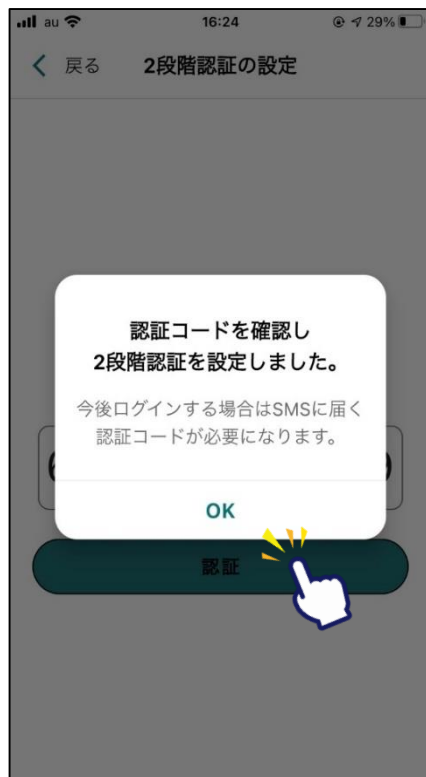 au 16:24 29%
戻る 2段階認証の設定
認証コードを確認し
2段階認証を設定しました。
今後ログインする場合はSMSに届く
認証コードが必要になります。
OK
認証